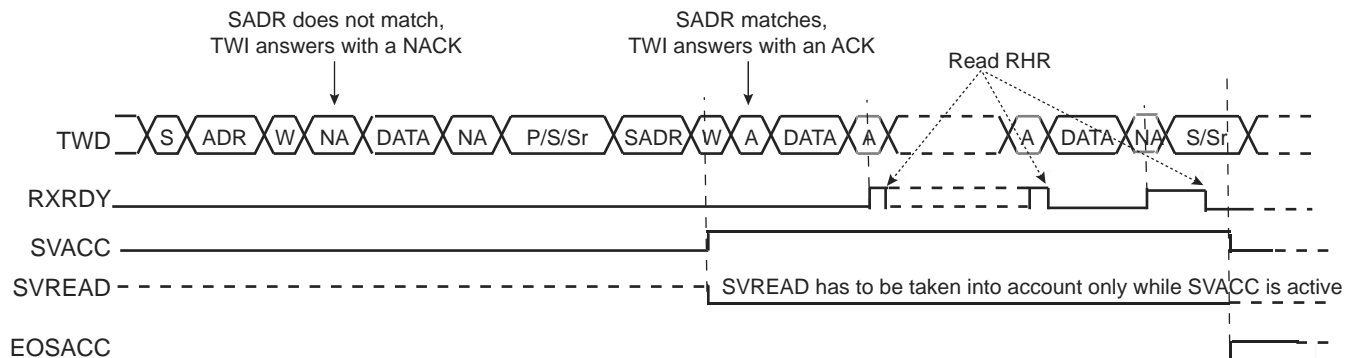 SADR does not match,
TWI answers with a NACK
SADR matches,
TWI answers with an ACK
Read RHR
TWD
S ADR W NA DATA NA P/S/Sr SADR W A DATA A A DATA NA S/Sr
RXRDY
SVACC
SVREAD
SVREAD has to be taken into account only while SVACC is active
EOSACC